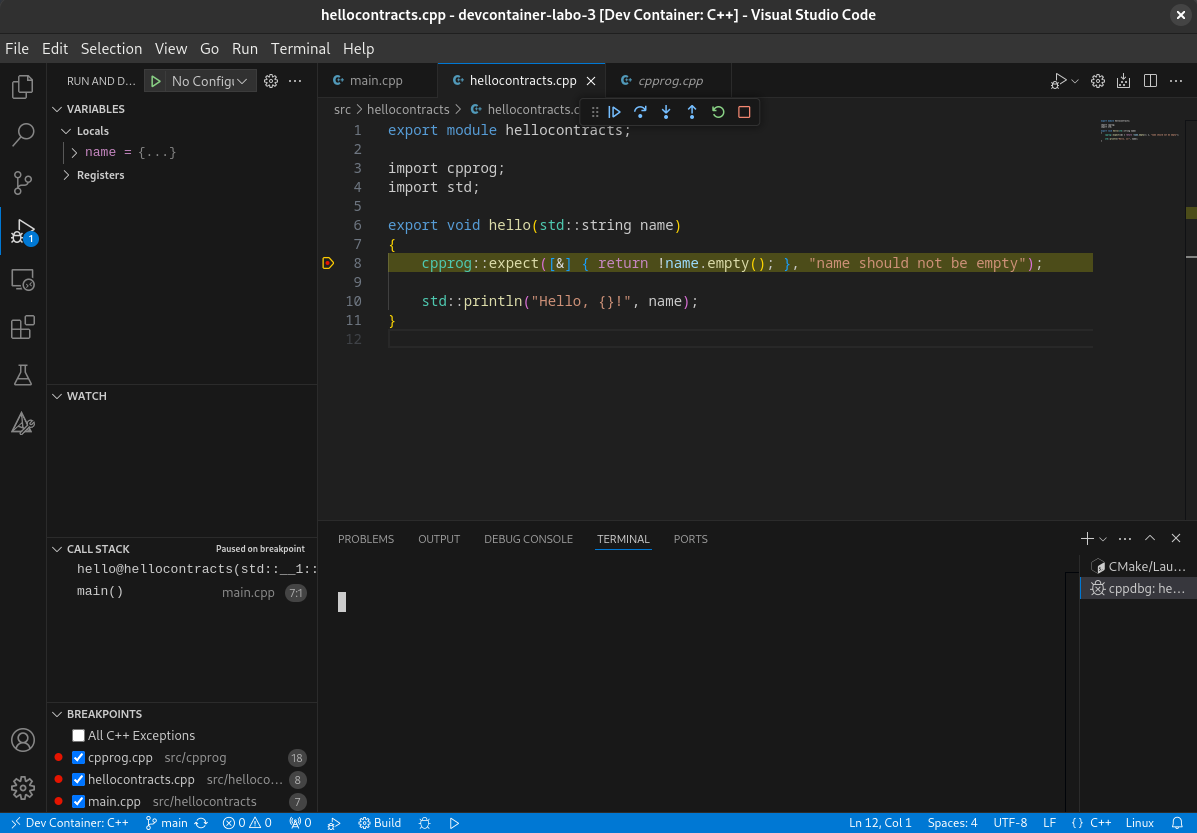 hellocontracts.cpp - devcontainer-labo-3 [Dev Container: C++] - Visual Studio Code
File Edit Selection View Go Run Terminal Help
RUN AND D... No Configu
main.cpp hellocontracts.cpp cpprog.cpp
src > hellocontracts > hellocontracts.c
VARIABLES
Locals
name = {...}
Registers
1 export module hellocontracts;
2
3 import cpprog;
4 import std;
5
6 export void hello(std::string name)
7 {
8 cpprog::expect([&] { return !name.empty(); }, "name should not be empty");
9
10 std::println("Hello, {}!", name);
11 }
12
WATCH
CALL STACK Paused on breakpoint
hello@hellocontracts(std::__1::
main() main.cpp 7:1
BREAKPOINTS
All C++ Exceptions
cpprog.cpp src/cpprog 18
hellocontracts.cpp src/helloco... 8
main.cpp src/hellocontracts 7
PROBLEMS OUTPUT DEBUG CONSOLE TERMINAL PORTS
CMake/Lau...
cppdbg: he...
1
Dev Container: C++ main 0 0 0 Build Ln 12, Col 1 Spaces: 4 UTF-8 LF {} C++ Linux